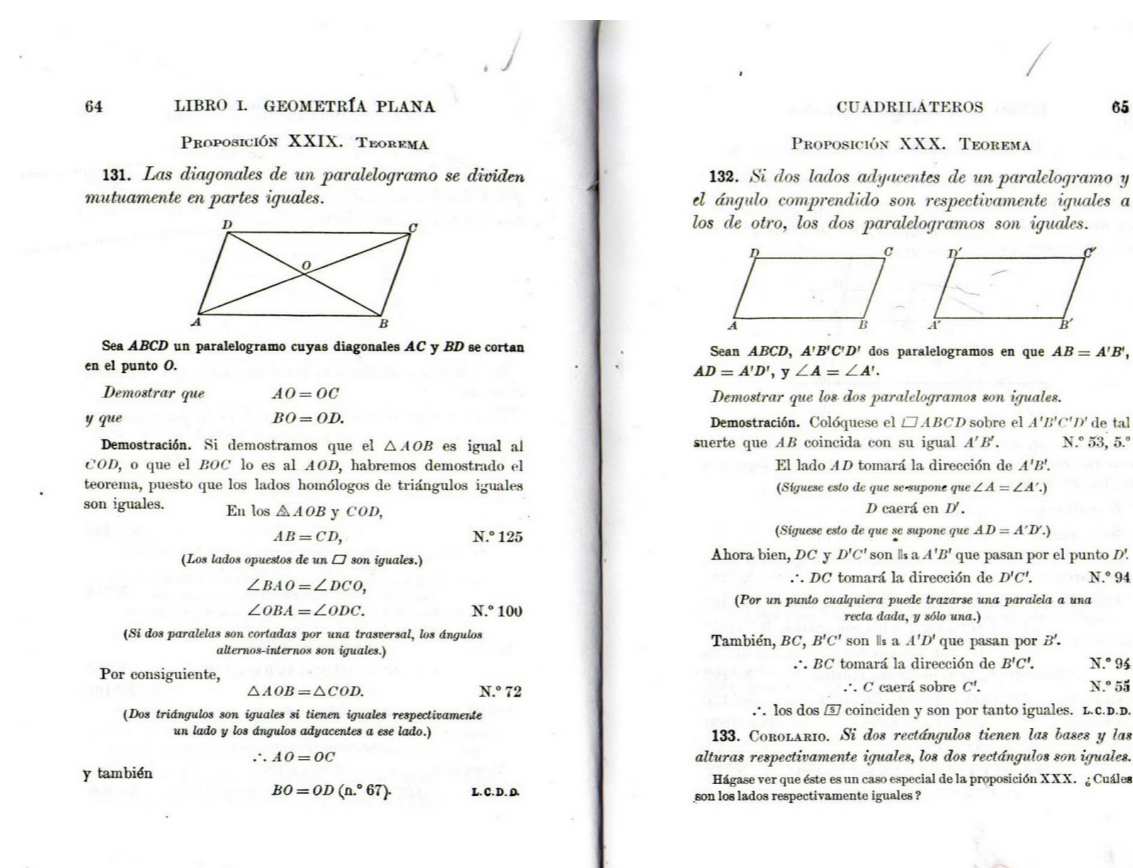 64 LIBRO I. GEOMETRÍA PLANA
PROPOSICIÓN XXIX. TEOREMA
131. Las diagonales de un paralelogramo se dividen
mutuamente en partes iguales.
D C
O
A B
Sea ABCD un paralelogramo cuyas diagonales AC y BD se cortan
en el punto O.
Demostrar que AO = OC
y que BO = OD.
Demostración. Si demostramos que el △AOB es igual al
COD, o que el BOC lo es al AOD, habremos demostrado el
teorema, puesto que los lados homólogos de triángulos iguales
son iguales.
En los △s AOB y COD,
AB = CD, N.º 125
(Los lados opuestos de un ▱ son iguales.)
∠BAO = ∠DCO,
∠OBA = ∠ODC. N.º 100
(Si dos paralelas son cortadas por una trasversal, los ángulos
alternos-internos son iguales.)
Por consiguiente,
△AOB = △COD. N.º 72
(Dos triángulos son iguales si tienen iguales respectivamente
un lado y los ángulos adyacentes a ese lado.)
∴ AO = OC
y también
BO = OD (n.º 67). L.C.D.D.
CUADRILÁTEROS 65
PROPOSICIÓN XXX. TEOREMA
132. Si dos lados adyacentes de un paralelogramo y
el ángulo comprendido son respectivamente iguales a
los de otro, los dos paralelogramos son iguales.
D C D' C'
A B A' B'
Sean ABCD, A'B'C'D' dos paralelogramos en que AB = A'B',
AD = A'D', y ∠A = ∠A'.
Demostrar que los dos paralelogramos son iguales.
Demostración. Colóquese el ▱ABCD sobre el A'B'C'D' de tal
suerte que AB coincida con su igual A'B'. N.º 53, 5.º
El lado AD tomará la dirección de A'B'.
(Síguese esto de que se supone que ∠A = ∠A'.)
D caerá en D'.
(Síguese esto de que se supone que AD = A'D'.)
Ahora bien, DC y D'C' son ∥s a A'B' que pasan por el punto D'.
∴ DC tomará la dirección de D'C'. N.º 94
(Por un punto cualquiera puede trazarse una paralela a una
recta dada, y sólo una.)
También, BC, B'C' son ∥s a A'D' que pasan por B'.
∴ BC tomará la dirección de B'C'. N.º 94
∴ C caerá sobre C'. N.º 55
∴ los dos ▱s coinciden y son por tanto iguales. L.C.D.D.
133. COROLARIO. Si dos rectángulos tienen las bases y las
alturas respectivamente iguales, los dos rectángulos son iguales.
Hágase ver que éste es un caso especial de la proposición XXX. ¿Cuáles
son los lados respectivamente iguales?